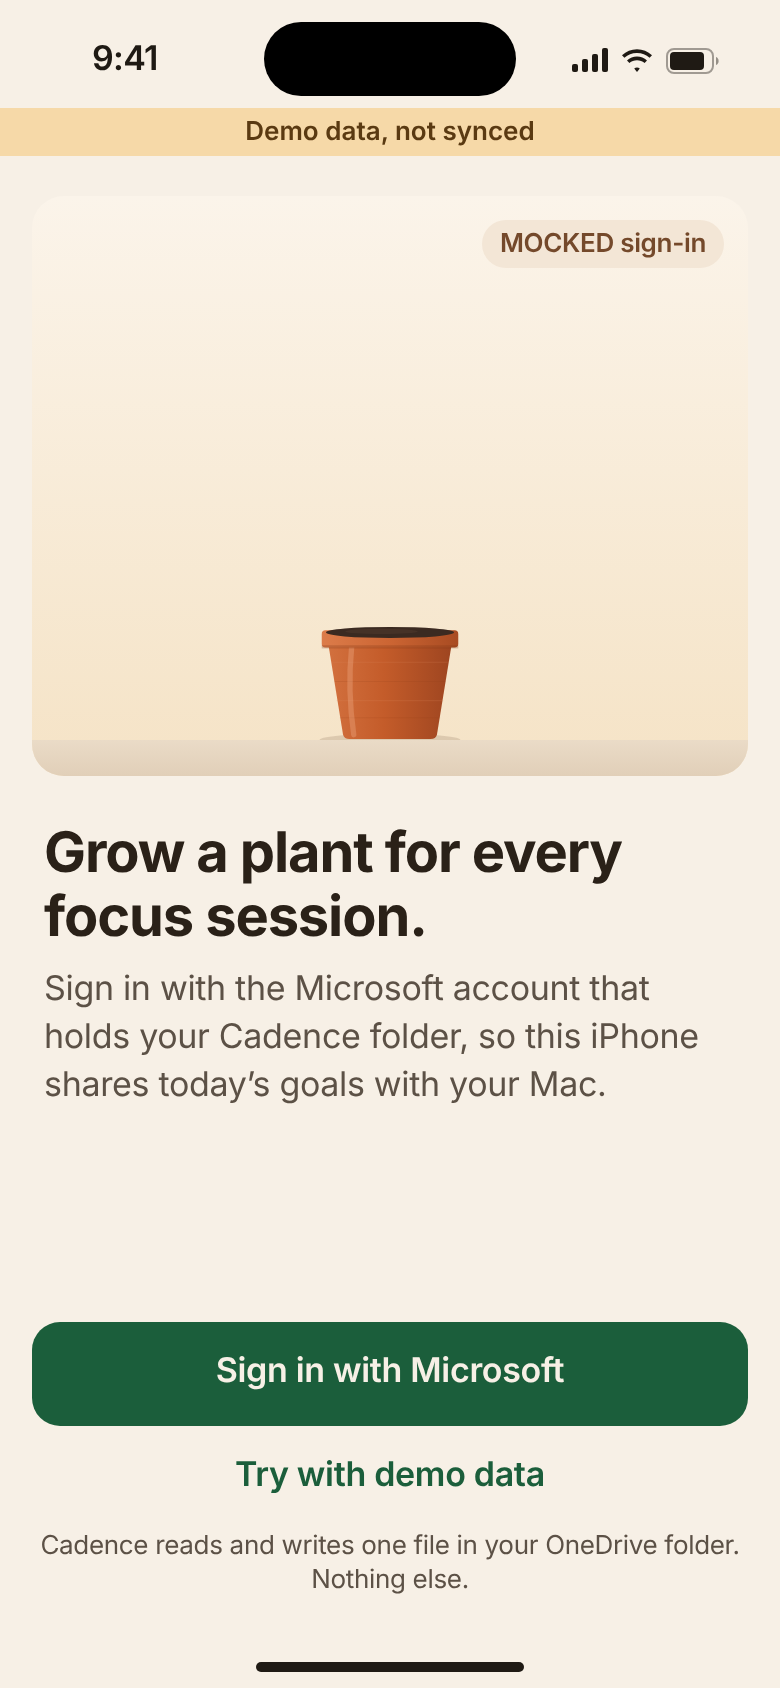 9:41
Demo data, not synced
MOCKED sign-in
Grow a plant for every
focus session.
Sign in with the Microsoft account that
holds your Cadence folder, so this iPhone
shares today’s goals with your Mac.
Sign in with Microsoft
Try with demo data
Cadence reads and writes one file in your OneDrive folder.
Nothing else.